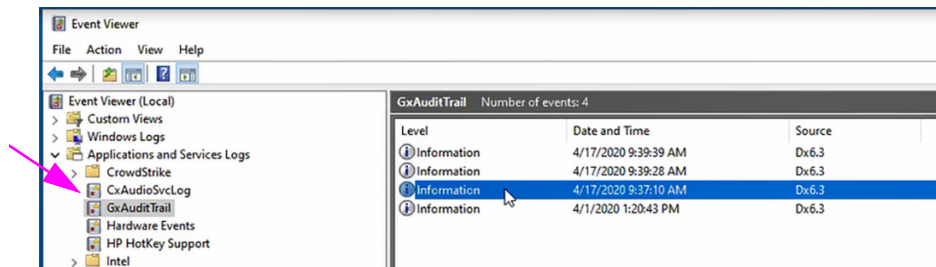 Event Viewer
File Action View Help
Event Viewer (Local)
Custom Views
Windows Logs
Applications and Services Logs
CrowdStrike
CxAudioSvcLog
GxAuditTrail
Hardware Events
HP HotKey Support
Intel
GxAuditTrail Number of events: 4
Level Date and Time Source
Information 4/17/2020 9:39:39 AM Dx6.3
Information 4/17/2020 9:39:28 AM Dx6.3
Information 4/17/2020 9:37:10 AM Dx6.3
Information 4/1/2020 1:20:43 PM Dx6.3